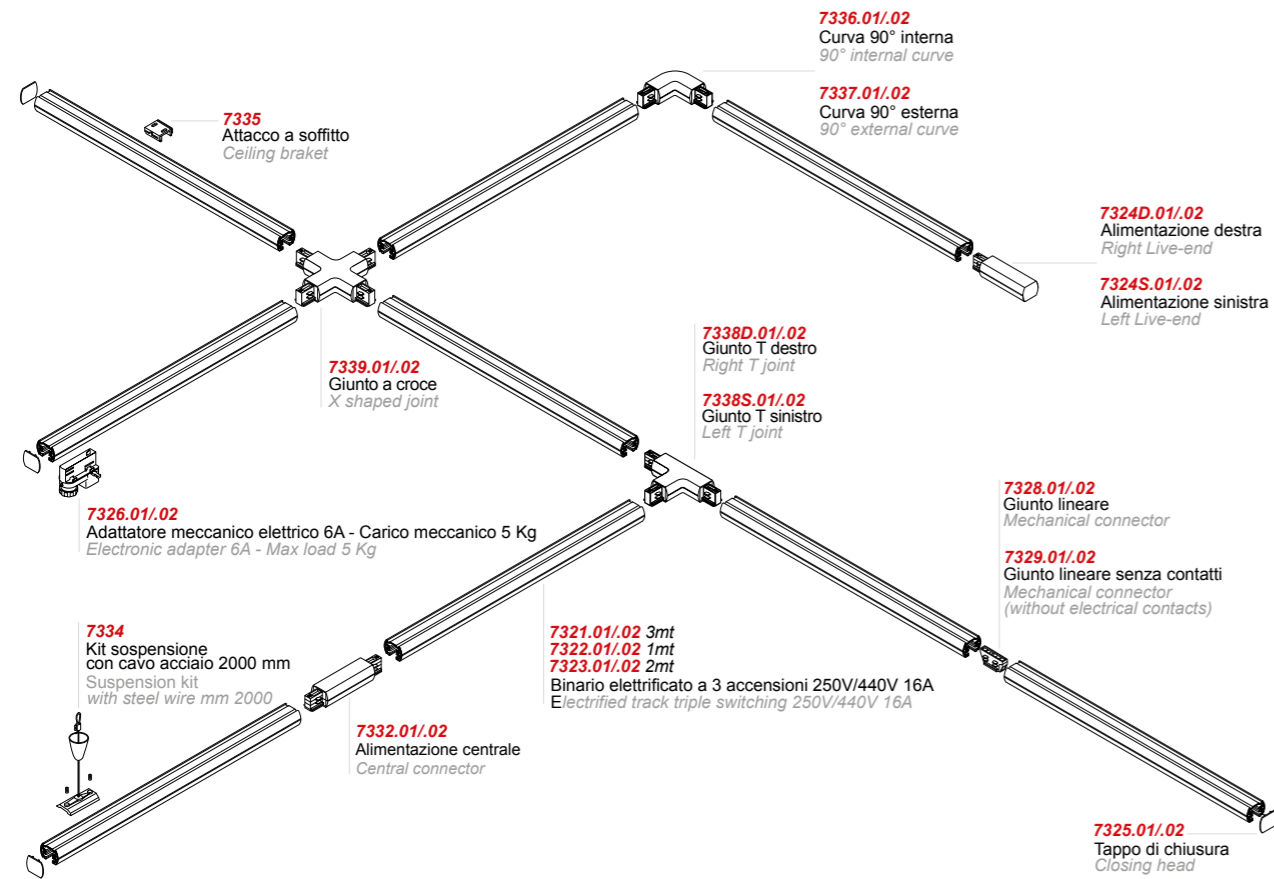 7336.01/.02
Curva 90° interna
90° internal curve
7337.01/.02
Curva 90° esterna
90° external curve
7335
Attacco a soffitto
Ceiling braket
7324D.01/.02
Alimentazione destra
Right Live-end
7324S.01/.02
Alimentazione sinistra
Left Live-end
7338D.01/.02
Giunto T destro
Right T joint
7338S.01/.02
Giunto T sinistro
Left T joint
7339.01/.02
Giunto a croce
X shaped joint
7326.01/.02
Adattatore meccanico elettrico 6A - Carico meccanico 5 Kg
Electronic adapter 6A - Max load 5 Kg
7328.01/.02
Giunto lineare
Mechanical connector
7329.01/.02
Giunto lineare senza contatti
Mechanical connector
(without electrical contacts)
7334
Kit sospensione
con cavo acciaio 2000 mm
Suspension kit
with steel wire mm 2000
7321.01/.02 3mt
7322.01/.02 1mt
7323.01/.02 2mt
Binario elettrificato a 3 accensioni 250V/440V 16A
Electrified track triple switching 250V/440V 16A
7332.01/.02
Alimentazione centrale
Central connector
7325.01/.02
Tappo di chiusura
Closing head